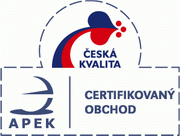 ČESKÁ
KVALITA
APEK
CERTIFIKOVANÝ
OBCHOD